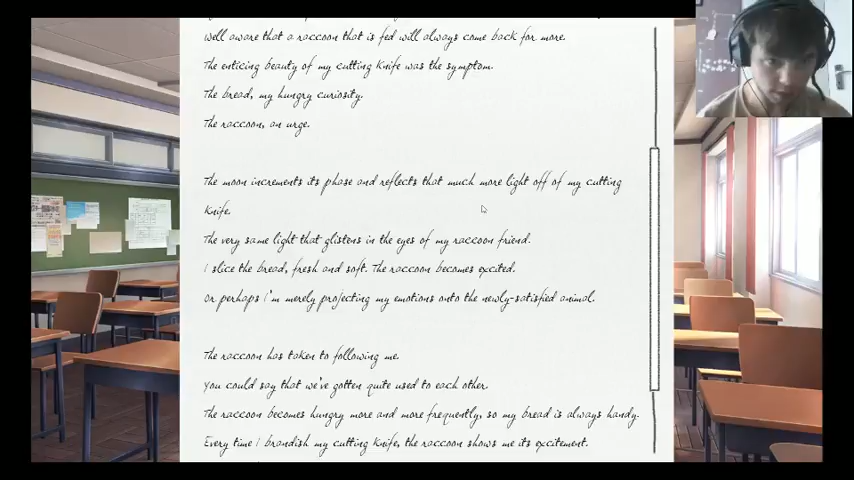 Well aware that a raccoon that is fed will always come back for more.
The enticing beauty of my cutting knife was the symptom.
The bread, my hungry curiosity.
The raccoon, an urge.
The moon increments its phase and reflects that much more light off of my cutting
knife.
The very same light that glistens in the eyes of my raccoon friend.
I slice the bread, fresh and soft. The raccoon becomes excited.
Or perhaps I'm merely projecting my emotions onto the newly-satisfied animal.
The raccoon has taken to following me.
You could say that we've gotten quite used to each other.
The raccoon becomes hungry more and more frequently, so my bread is always handy.
Every time I brandish my cutting knife, the raccoon shows me its excitement.